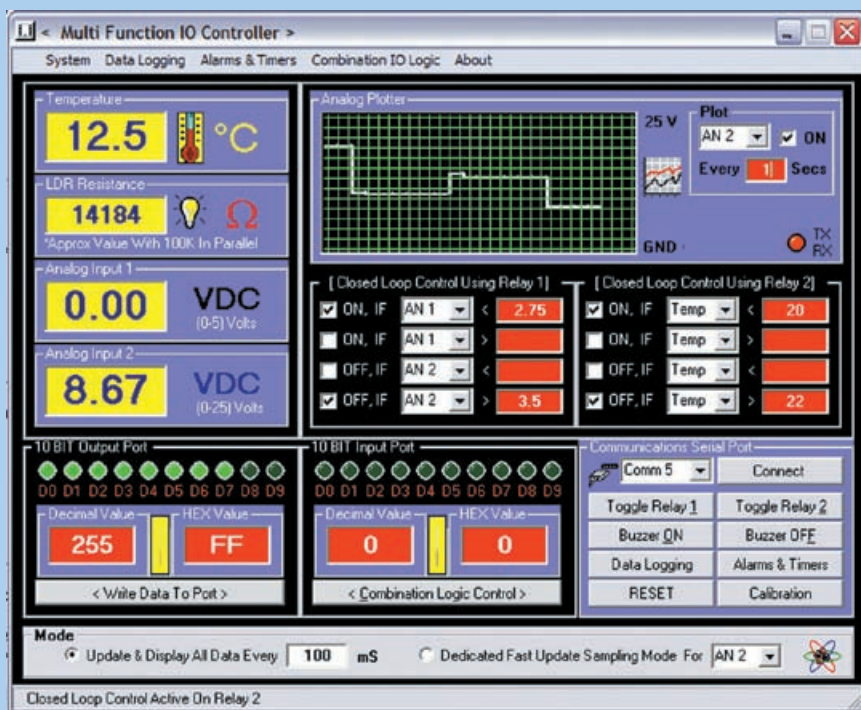 < Multi Function IO Controller >
System Data Logging Alarms & Timers Combination IO Logic About
Temperature
12.5 °C
LDR Resistance
14184 Ω
*Approx Value With 100K In Parallel
Analog Input 1
0.00 VDC
(0-5) Volts
Analog Input 2
8.67 VDC
(0-25) Volts
Analog Plotter
25 V
GND
Plot
AN 2 ON
Every 1 Secs
TX
RX
[ Closed Loop Control Using Relay 1]
ON, IF AN 1 < 2.75
ON, IF AN 1 >
OFF, IF AN 2 <
OFF, IF AN 2 > 3.5
[ Closed Loop Control Using Relay 2]
ON, IF Temp < 20
ON, IF Temp >
OFF, IF Temp <
OFF, IF Temp > 22
10 BIT Output Port
D0 D1 D2 D3 D4 D5 D6 D7 D8 D9
Decimal Value HEX Value
255 FF
< Write Data To Port >
10 BIT Input Port
D0 D1 D2 D3 D4 D5 D6 D7 D8 D9
Decimal Value HEX Value
0 0
< Combination Logic Control >
Communications Serial Port
Comm 5 Connect
Toggle Relay 1 Toggle Relay 2
Buzzer ON Buzzer OFF
Data Logging Alarms & Timers
RESET Calibration
Mode
Update & Display All Data Every 100 mS Dedicated Fast Update Sampling Mode For AN 2
Closed Loop Control Active On Relay 2